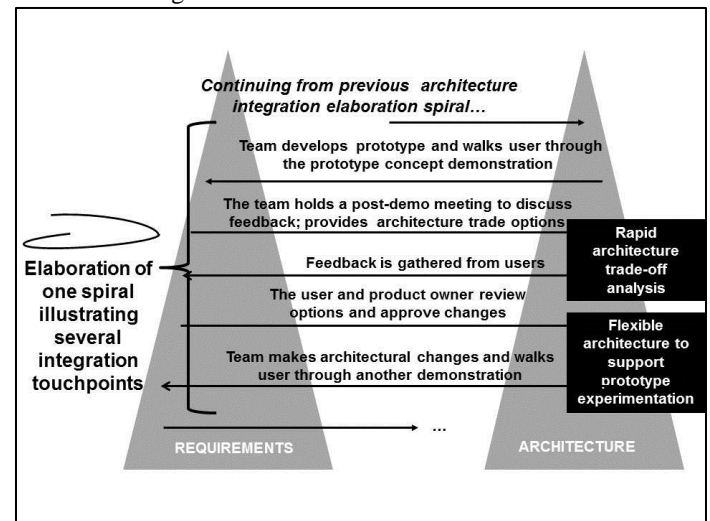 Continuing from previous architecture
integration elaboration spiral…
Team develops prototype and walks user through
the prototype concept demonstration
The team holds a post-demo meeting to discuss
feedback; provides architecture trade options
Rapid
architecture
trade-off
analysis
Feedback is gathered from users
Elaboration of
one spiral
illustrating
several
integration
touchpoints
The user and product owner review
options and approve changes
Flexible
architecture to
support
prototype
experimentation
Team makes architectural changes and walks
user through another demonstration
...
REQUIREMENTS
ARCHITECTURE